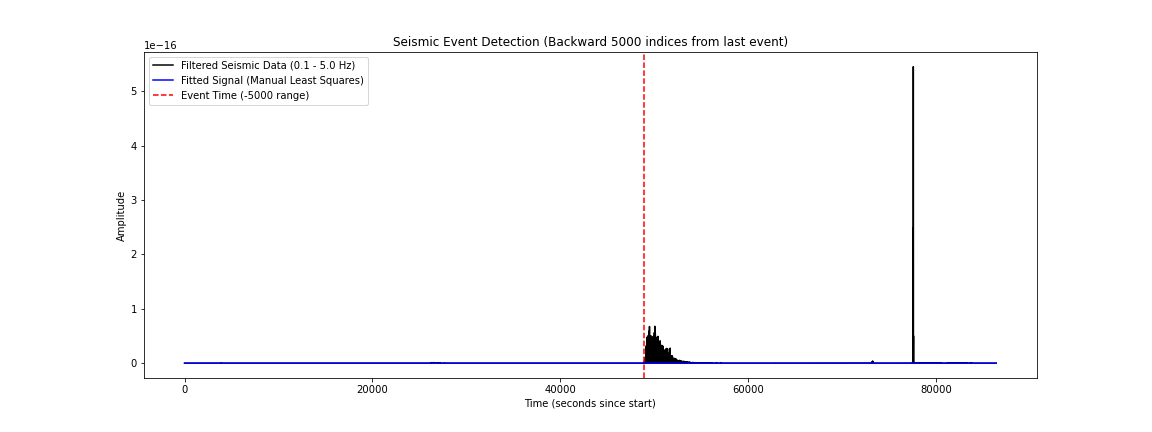 Seismic Event Detection (Backward 5000 indices from last event)
1e−16
Filtered Seismic Data (0.1 - 5.0 Hz)
Fitted Signal (Manual Least Squares)
Event Time (-5000 range)
5
4
3
2
1
0
Amplitude
0 20000 40000 60000 80000
Time (seconds since start)